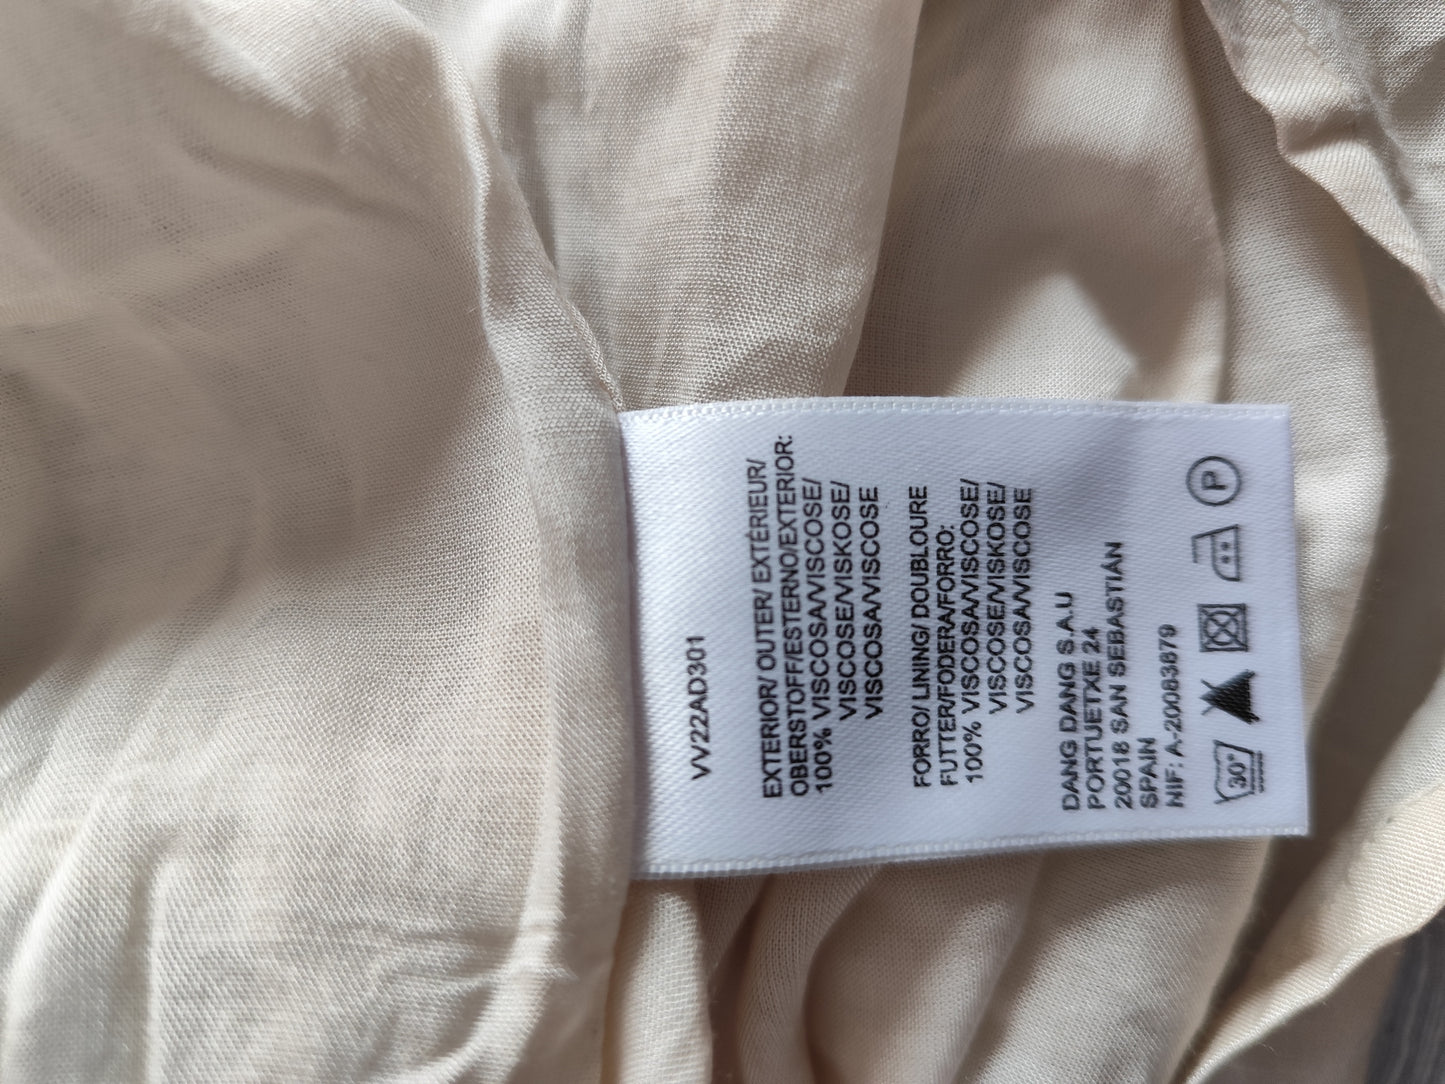 VV22AD301
EXTERIOR/ OUTER/ EXTÉRIEUR/
OBERSTOFF/ESTERNO/EXTERIOR:
100% VISCOSA/VISCOSE/
VISCOSE/VISKOSE/
VISCOSA/VISCOSE
FORRO/ LINING/ DOUBLOURE
FUTTER/FODERA/FORRO:
100% VISCOSA/VISCOSE/
VISCOSE/VISKOSE/
VISCOSA/VISCOSE
DANG DANG S.A.U
PORTUETXE 24
20018 SAN SEBASTIÁN
SPAIN
NIF: A-20083879
30° P